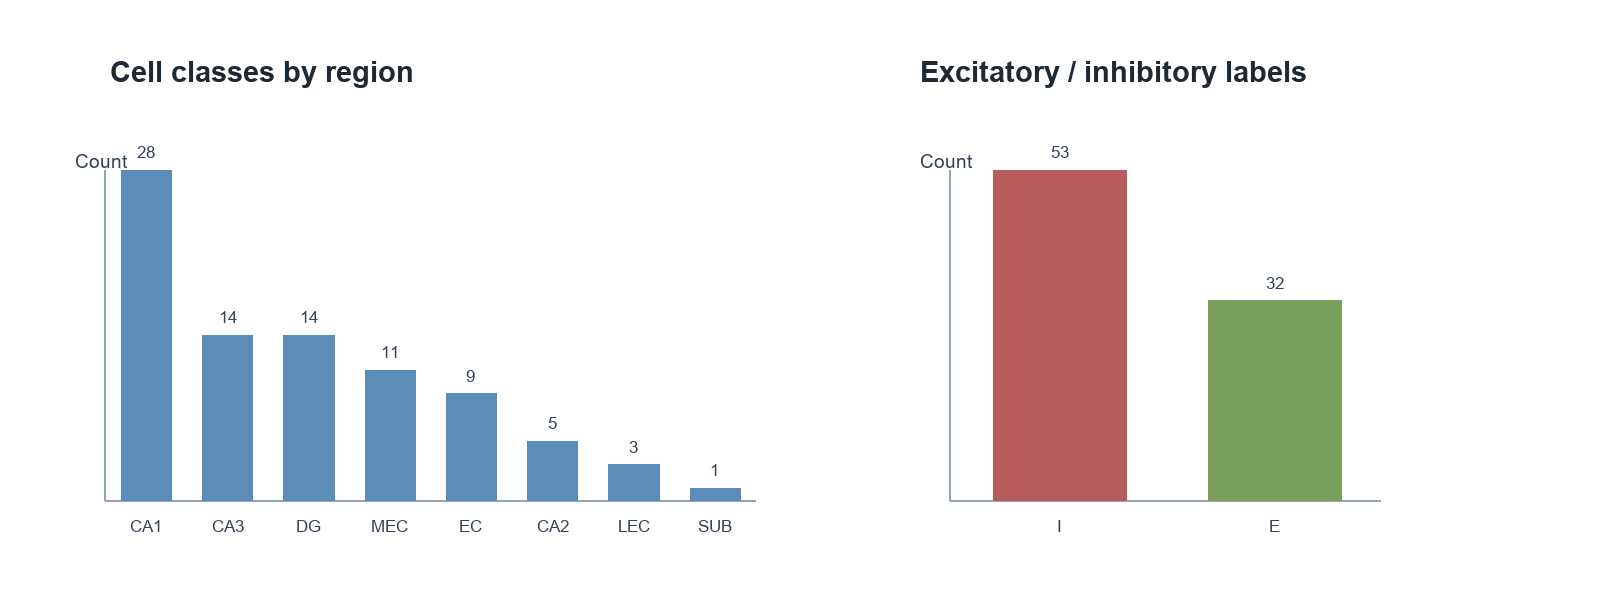 Cell classes by region
Count
28
14
14
11
9
5
3
1
CA1
CA3
DG
MEC
EC
CA2
LEC
SUB
Excitatory / inhibitory labels
Count
53
32
I
E